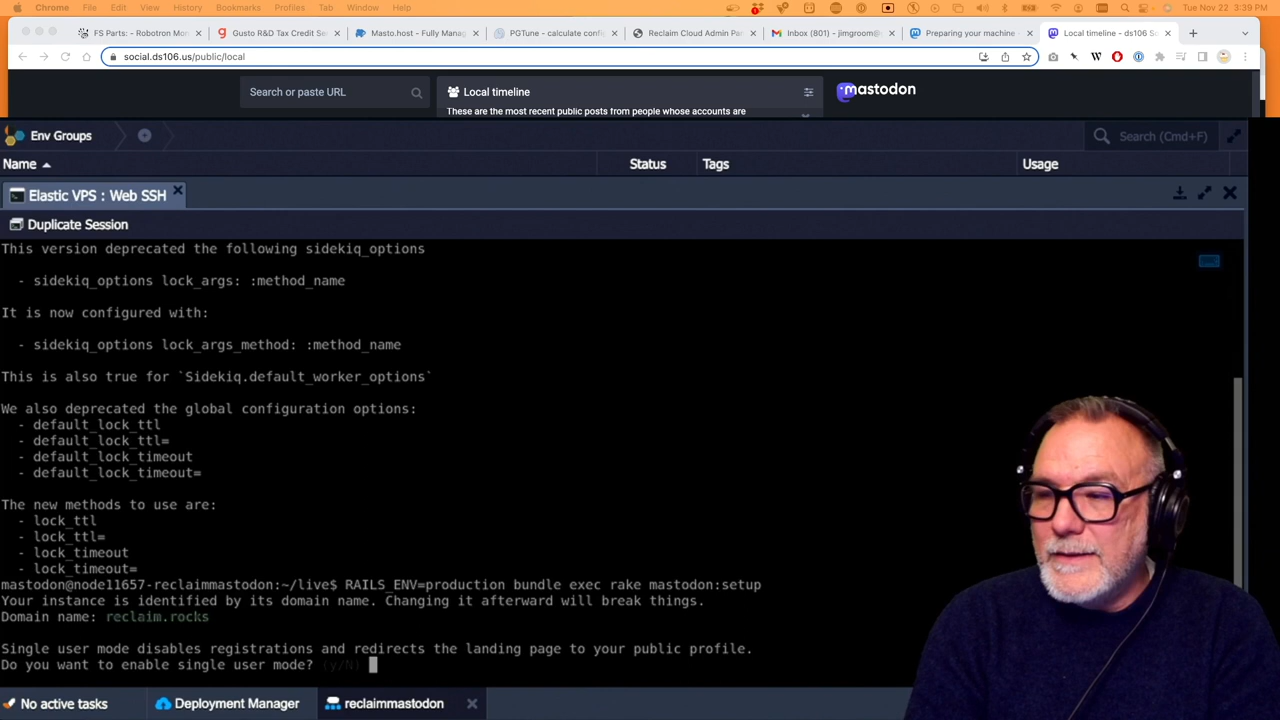 Chrome File Edit View History Bookmarks Profiles Tab Window Help Tue Nov 22 3:39 PM
FS Parts: - Robotron Mon
Gusto R&D Tax Credit Ser
Masto.host - Fully Manag
PGTune - calculate confi
Reclaim Cloud Admin Pan
Inbox (801) - jimgroom@
Preparing your machine
Local timeline - ds106 So
social.ds106.us/public/local
Search or paste URL
Local timeline
mastodon
These are the most recent public posts from people whose accounts are
Env Groups
Search (Cmd+F)
Name Status Tags Usage
Elastic VPS : Web SSH
Duplicate Session
This version deprecated the following sidekiq_options
- sidekiq_options lock_args: :method_name
It is now configured with:
- sidekiq_options lock_args_method: :method_name
This is also true for `Sidekiq.default_worker_options`
We also deprecated the global configuration options:
- default_lock_ttl
- default_lock_ttl=
- default_lock_timeout
- default_lock_timeout=
The new methods to use are:
- lock_ttl
- lock_ttl=
- lock_timeout
- lock_timeout=
mastodon@node11657-reclaimmastodon:~/live$ RAILS_ENV=production bundle exec rake mastodon:setup
Your instance is identified by its domain name. Changing it afterward will break things.
Domain name: reclaim.rocks
Single user mode disables registrations and redirects the landing page to your public profile.
Do you want to enable single user mode? (y/N)
No active tasks
Deployment Manager
reclaimmastodon